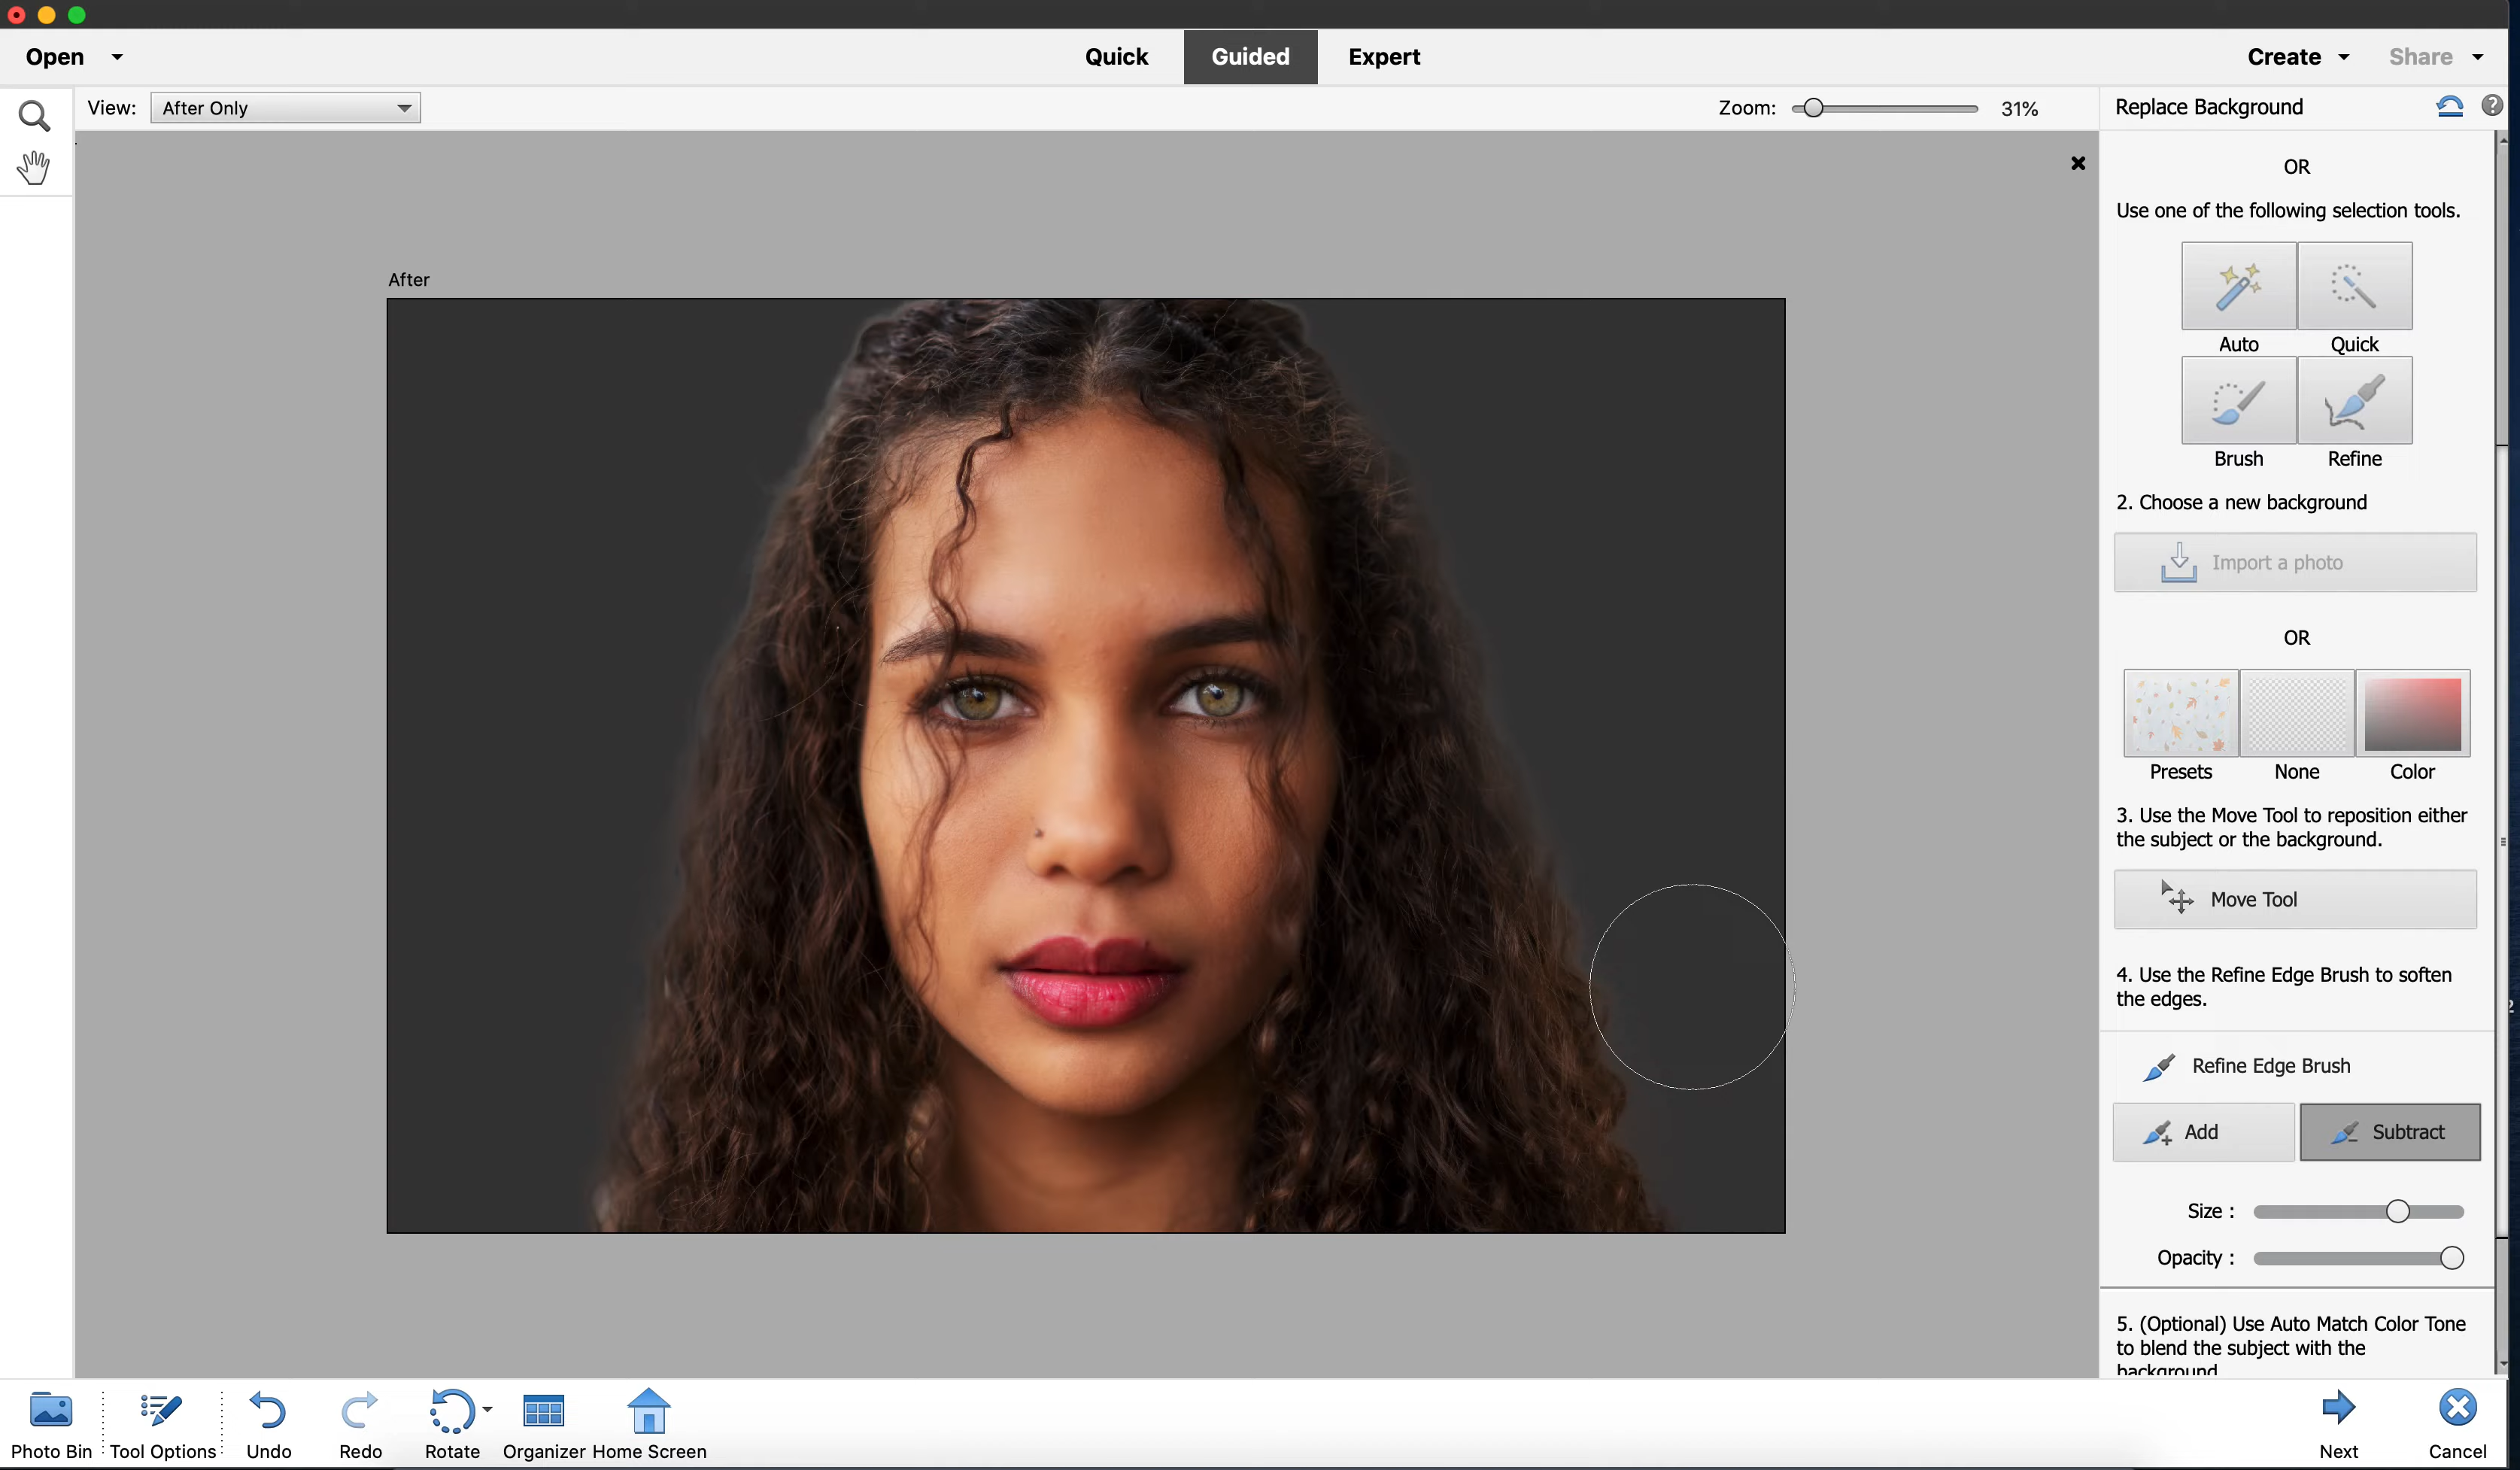 Open
Quick
Guided
Expert
Create
Share
View:
After Only
Zoom:
31%
Replace Background
?
OR
Use one of the following selection tools.
After
Auto
Quick
Brush
Refine
2. Choose a new background
Import a photo
OR
Presets
None
Color
3. Use the Move Tool to reposition either
the subject or the background.
Move Tool
4. Use the Refine Edge Brush to soften
the edges.
Refine Edge Brush
Add
Subtract
Size :
Opacity :
5. (Optional) Use Auto Match Color Tone
to blend the subject with the
background
Photo Bin
Tool Options
Undo
Redo
Rotate
Organizer
Home Screen
Next
Cancel